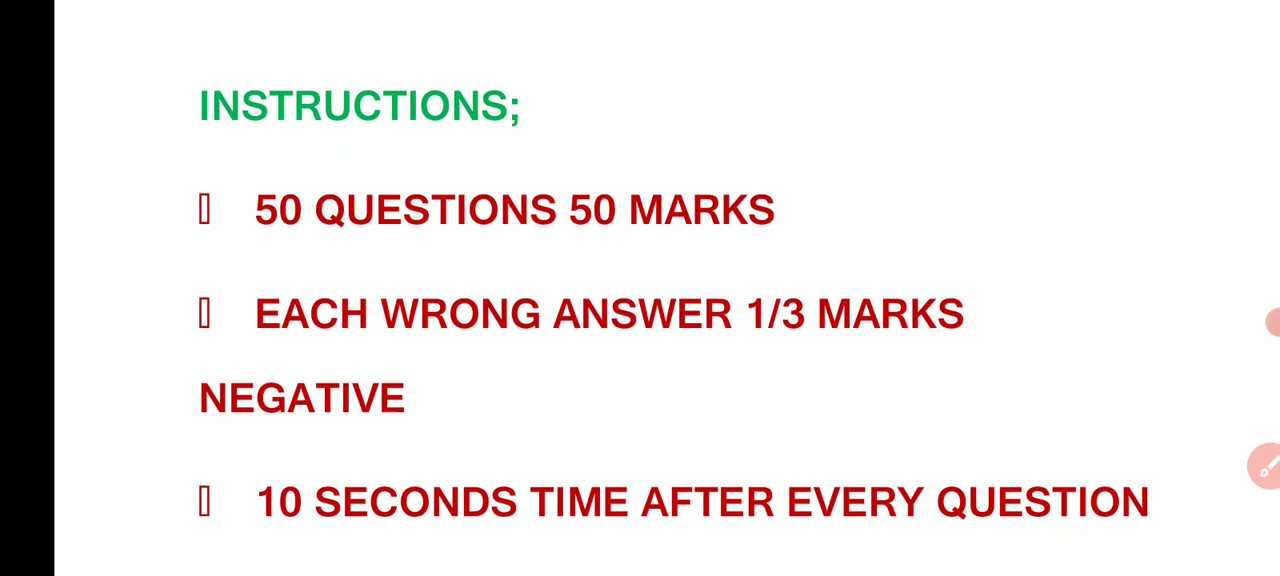 INSTRUCTIONS;
50 QUESTIONS 50 MARKS
EACH WRONG ANSWER 1/3 MARKS
NEGATIVE
10 SECONDS TIME AFTER EVERY QUESTION